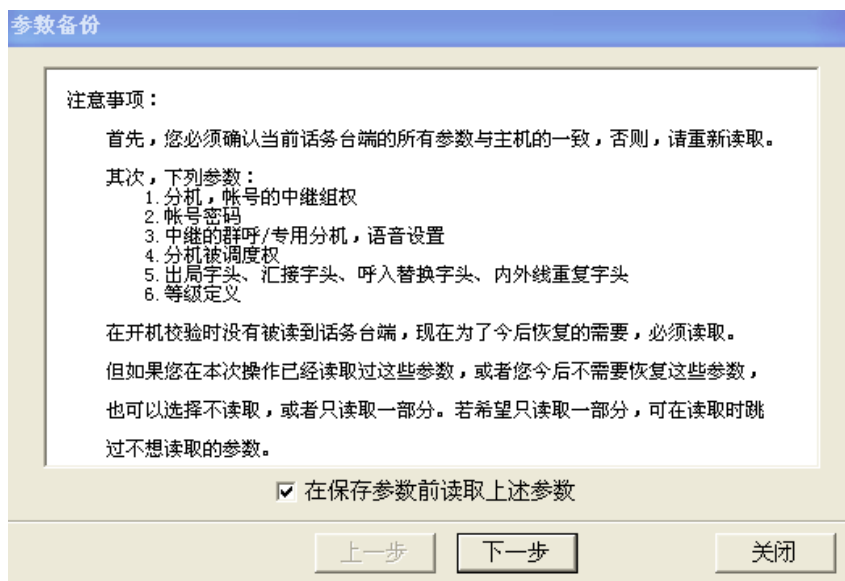 参数备份
注意事项：
首先，您必须确认当前话务台端的所有参数与主机的一致，否则，请重新读取。
其次，下列参数：
1.分机，帐号的中继组权
2.帐号密码
3.中继的群呼/专用分机，语音设置
4.分机被调度权
5.出局字头、汇接字头、呼入替换字头、内外线重复字头
6.等级定义
在开机校验时没有被读到话务台端，现在为了今后恢复的需要，必须读取。
但如果您在本次操作已经读取过这些参数，或者您今后不需要恢复这些参数，
也可以选择不读取，或者只读取一部分。若希望只读取一部分，可在读取时跳
过不想读取的参数。
在保存参数前读取上述参数
上一步 下一步 关闭